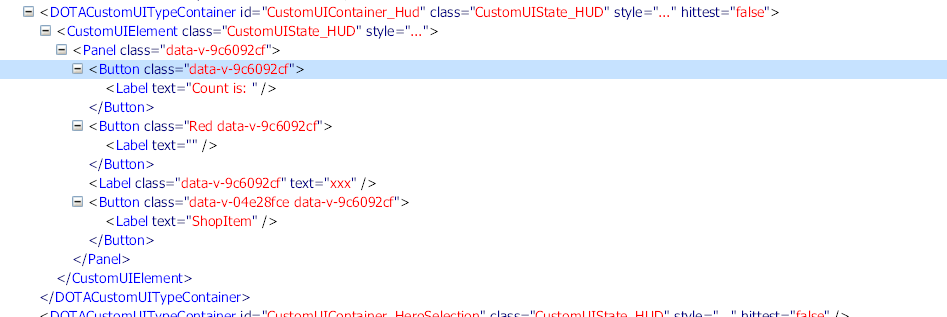 <DOTACustomUITypeContainer id="CustomUIContainer_Hud" class="CustomUIState_HUD" style="..." hittest="false">
<CustomUIElement class="CustomUIState_HUD" style="...">
<Panel class="data-v-9c6092cf">
<Button class="data-v-9c6092cf">
<Label text="Count is: " />
</Button>
<Button class="Red data-v-9c6092cf">
<Label text="" />
</Button>
<Label class="data-v-9c6092cf" text="xxx" />
<Button class="data-v-04e28fce data-v-9c6092cf">
<Label text="ShopItem" />
</Button>
</Panel>
</CustomUIElement>
</DOTACustomUITypeContainer>
<DOTACustomUITypeContainer id="CustomUIContainer_HeroSelection" class="CustomUIState_HUD" style="..." hittest="false" />